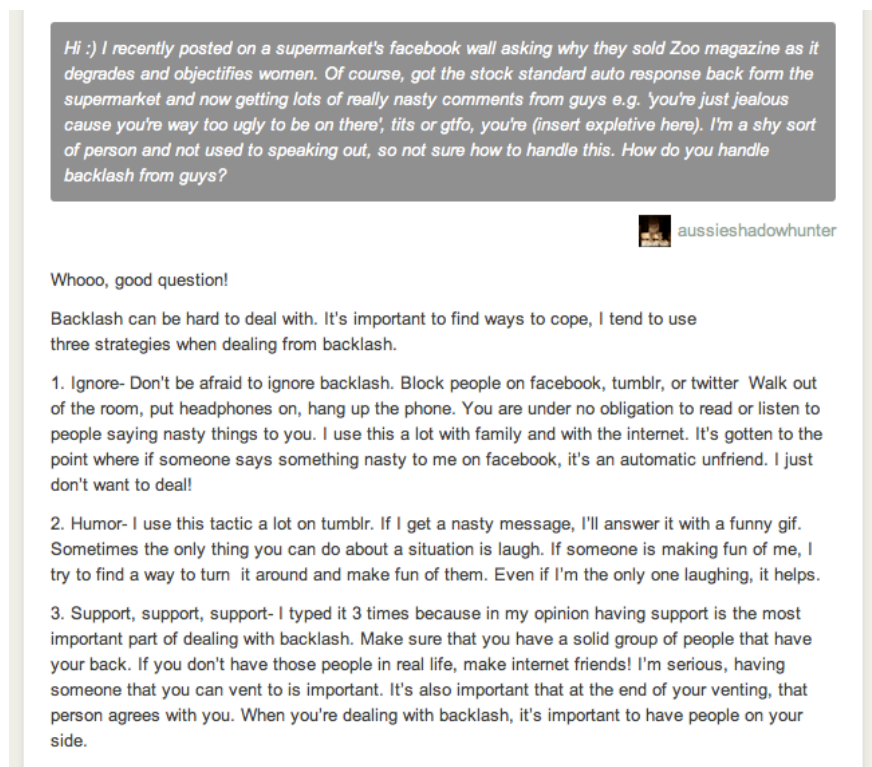 Hi :) I recently posted on a supermarket's facebook wall asking why they sold Zoo magazine as it
degrades and objectifies women. Of course, got the stock standard auto response back form the
supermarket and now getting lots of really nasty comments from guys e.g. 'you're just jealous
cause you're way too ugly to be on there', tits or gtfo, you're (insert expletive here). I'm a shy sort
of person and not used to speaking out, so not sure how to handle this. How do you handle
backlash from guys?
aussieshadowhunter
Whooo, good question!
Backlash can be hard to deal with. It's important to find ways to cope, I tend to use
three strategies when dealing from backlash.
1. Ignore- Don't be afraid to ignore backlash. Block people on facebook, tumblr, or twitter  Walk out
of the room, put headphones on, hang up the phone. You are under no obligation to read or listen to
people saying nasty things to you. I use this a lot with family and with the internet. It's gotten to the
point where if someone says something nasty to me on facebook, it's an automatic unfriend. I just
don't want to deal!
2. Humor- I use this tactic a lot on tumblr. If I get a nasty message, I'll answer it with a funny gif.
Sometimes the only thing you can do about a situation is laugh. If someone is making fun of me, I
try to find a way to turn  it around and make fun of them. Even if I'm the only one laughing, it helps.
3. Support, support, support- I typed it 3 times because in my opinion having support is the most
important part of dealing with backlash. Make sure that you have a solid group of people that have
your back. If you don't have those people in real life, make internet friends! I'm serious, having
someone that you can vent to is important. It's also important that at the end of your venting, that
person agrees with you. When you're dealing with backlash, it's important to have people on your
side.